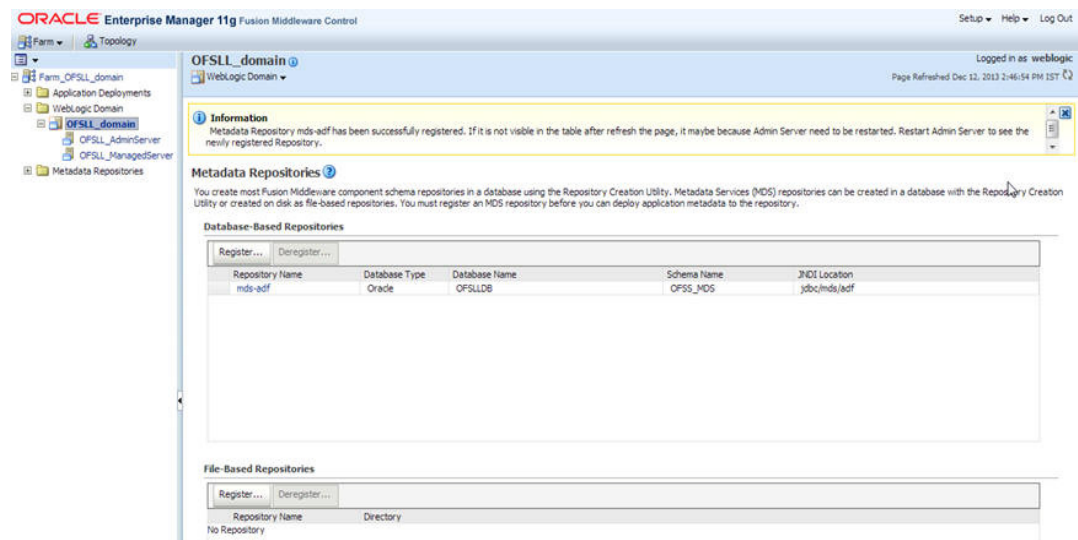 ORACLE Enterprise Manager 11g Fusion Middleware Control
Setup Help Log Out
Farm Topology
Farm_OFSLL_domain
Application Deployments
WebLogic Domain
OFSLL_domain
OFSLL_AdminServer
OFSLL_ManagedServer
Metadata Repositories
OFSLL_domain
Logged in as weblogic
WebLogic Domain
Page Refreshed Dec 12, 2013 2:46:54 PM IST
Information
Metadata Repository mds-adf has been successfully registered. If it is not visible in the table after refresh the page, it maybe because Admin Server need to be restarted. Restart Admin Server to see the
newly registered Repository.
Metadata Repositories
You create most Fusion Middleware component schema repositories in a database using the Repository Creation Utility. Metadata Services (MDS) repositories can be created in a database with the Repository Creation
Utility or created on disk as file-based repositories. You must register an MDS repository before you can deploy application metadata to the repository.
Database-Based Repositories
Register... Deregister...
Repository Name Database Type Database Name Schema Name JNDI Location
mds-adf Oracle OFSLLDB OFSS_MDS jdbc/mds/adf
File-Based Repositories
Register... Deregister...
Repository Name Directory
No Repository